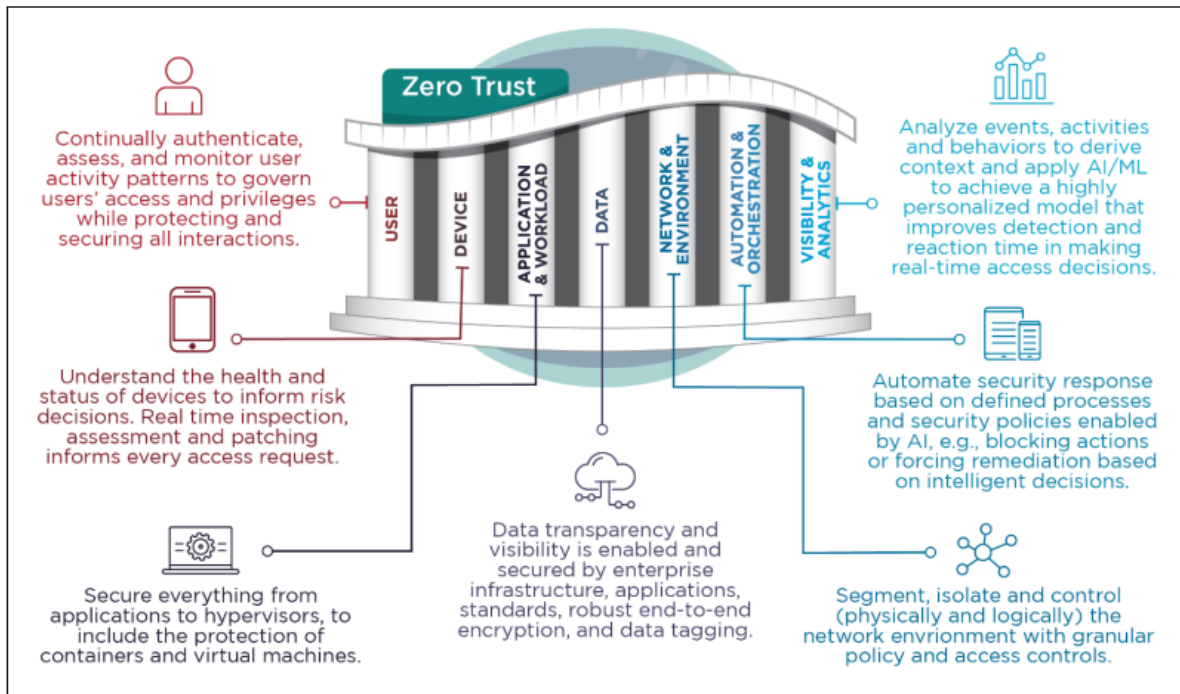 Zero Trust
USER
DEVICE
APPLICATION
& WORKLOAD
DATA
NETWORK &
ENVIRONMENT
AUTOMATION &
ORCHESTRATION
VISIBILITY &
ANALYTICS
Continually authenticate,
assess, and monitor user
activity patterns to govern
users' access and privileges
while protecting and
securing all interactions.
Understand the health and
status of devices to inform risk
decisions. Real time inspection,
assessment and patching
informs every access request.
Secure everything from
applications to hypervisors, to
include the protection of
containers and virtual machines.
Data transparency and
visibility is enabled and
secured by enterprise
infrastructure, applications,
standards, robust end-to-end
encryption, and data tagging.
Analyze events, activities
and behaviors to derive
context and apply AI/ML
to achieve a highly
personalized model that
improves detection and
reaction time in making
real-time access decisions.
Automate security response
based on defined processes
and security policies enabled
by AI, e.g., blocking actions
or forcing remediation based
on intelligent decisions.
Segment, isolate and control
(physically and logically) the
network envrionment with granular
policy and access controls.